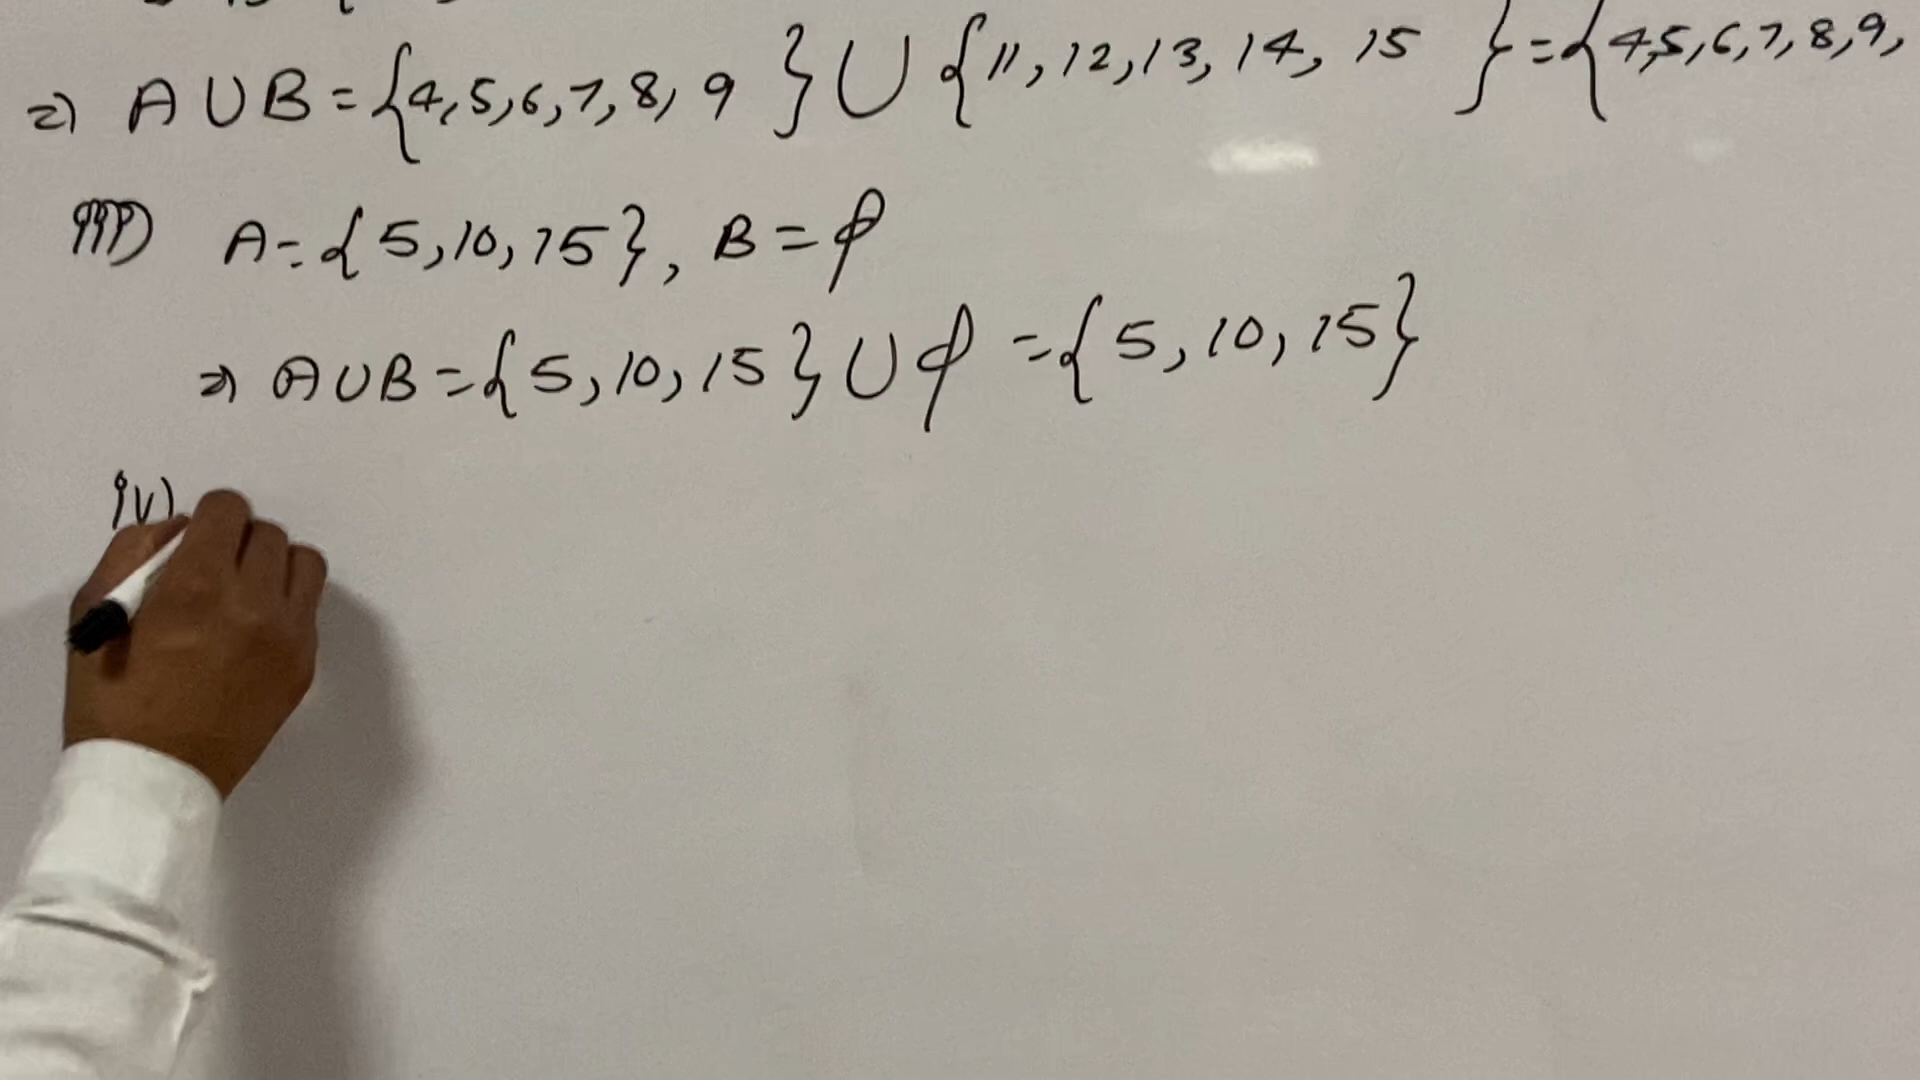 ⇒ A ∪ B = {4,5,6,7,8,9 } ∪ {11,12,13,14, 15 } = {4,5,6,7,8,9,
iii) A = {5,10,15}, B = φ
⇒ A∪B = {5,10,15} ∪ φ = {5,10,15}
iv)